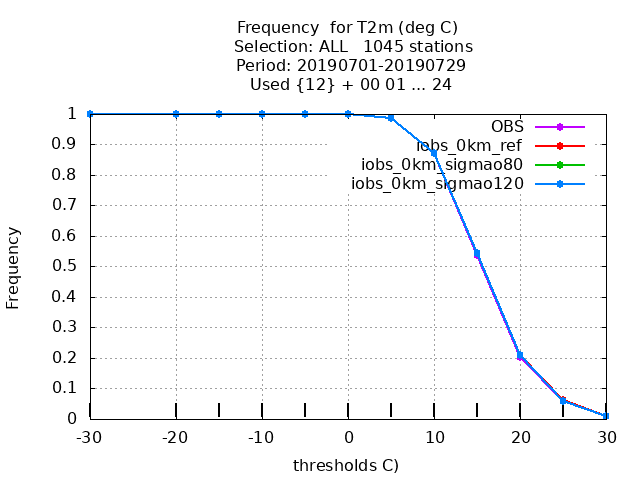 Frequency  for T2m (deg C)
Selection: ALL   1045 stations
Period: 20190701-20190729
Used {12} + 00 01 ... 24
OBS
iobs_0km_ref
iobs_0km_sigmao80
iobs_0km_sigmao120
1
0.9
0.8
0.7
0.6
0.5
0.4
0.3
0.2
0.1
0
Frequency
-30 -20 -10 0 10 20 30
thresholds C)